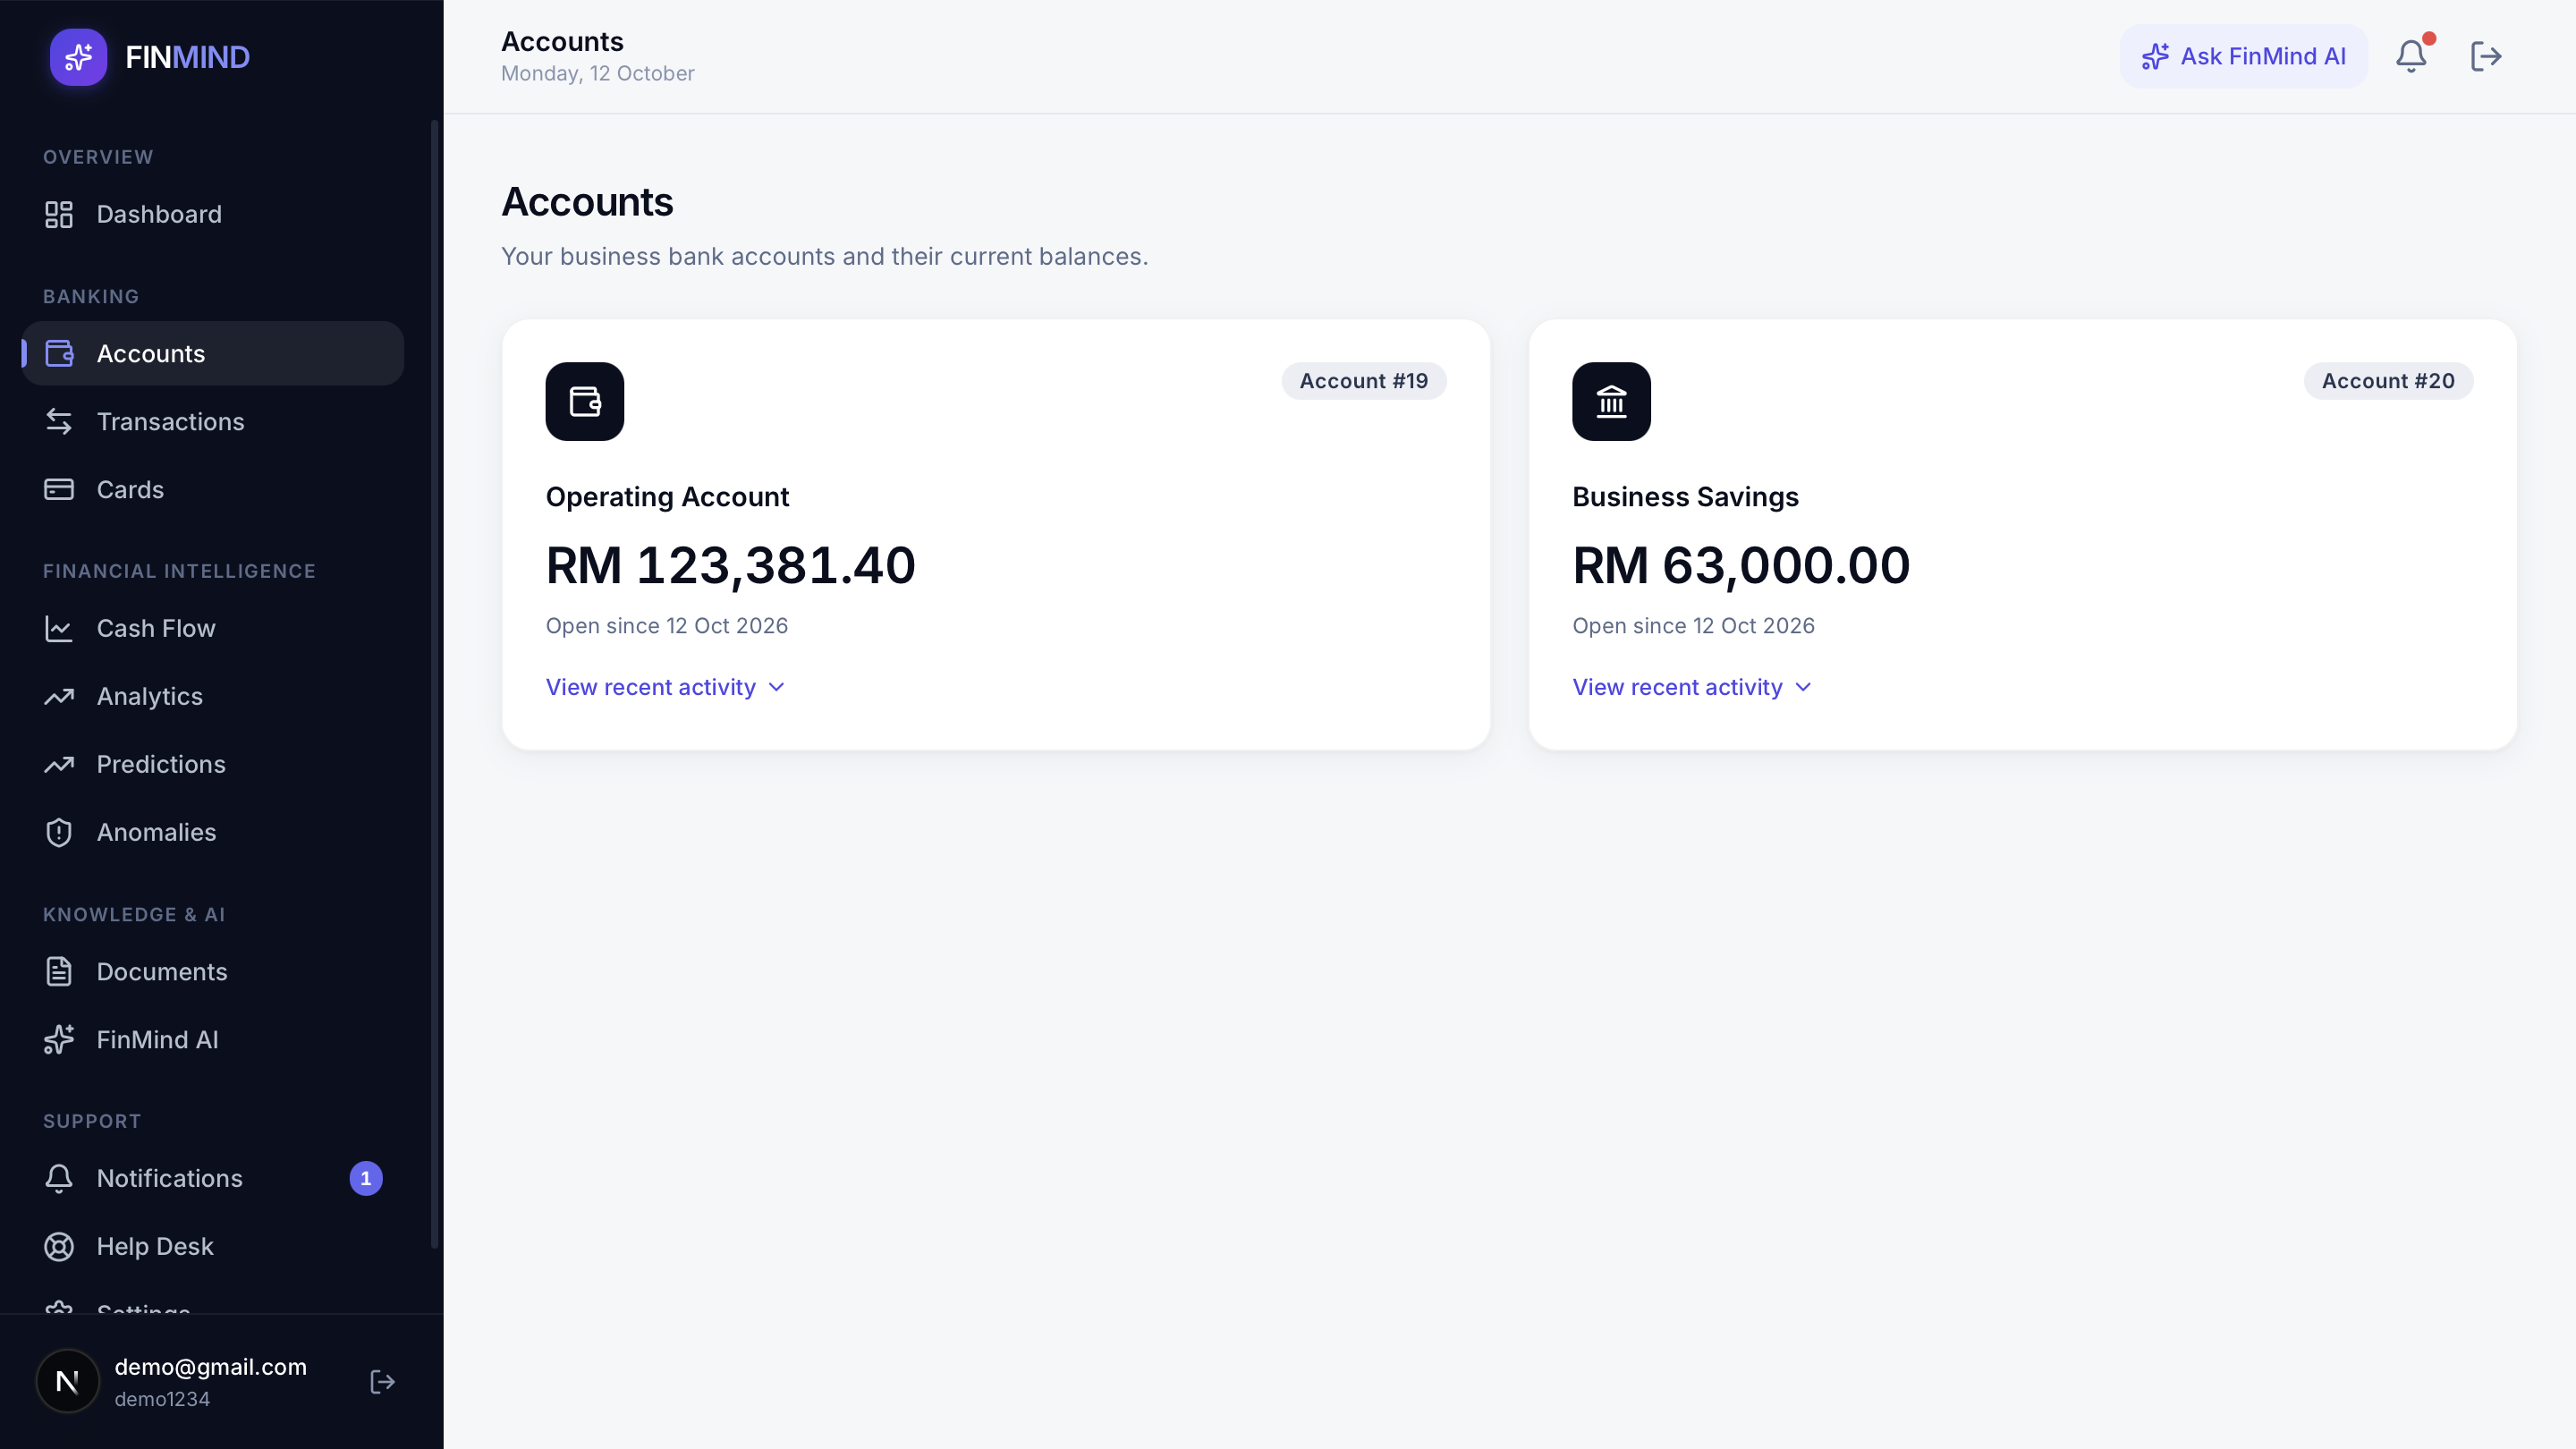 FINMIND
OVERVIEW
Dashboard
BANKING
Accounts
Transactions
Cards
FINANCIAL INTELLIGENCE
Cash Flow
Analytics
Predictions
Anomalies
KNOWLEDGE & AI
Documents
FinMind AI
SUPPORT
Notifications 1
Help Desk
Settings
N
demo@gmail.com
demo1234
Accounts
Monday, 12 October
Ask FinMind AI
Accounts
Your business bank accounts and their current balances.
Account #19
Operating Account
RM 123,381.40
Open since 12 Oct 2026
View recent activity
Account #20
Business Savings
RM 63,000.00
Open since 12 Oct 2026
View recent activity